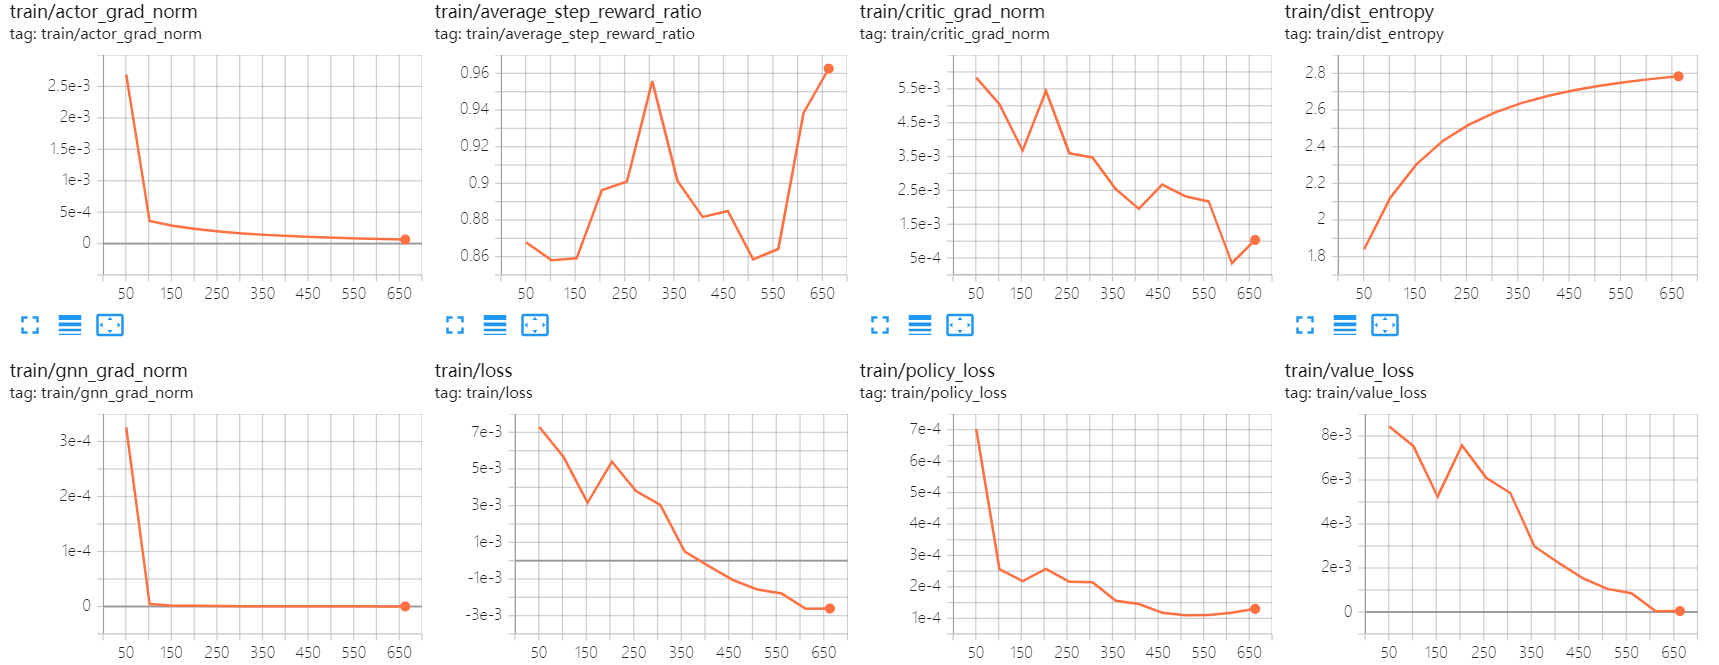 train/actor_grad_norm
tag: train/actor_grad_norm
2.5e-3
2e-3
1.5e-3
1e-3
5e-4
0
50 150 250 350 450 550 650
train/average_step_reward_ratio
tag: train/average_step_reward_ratio
0.96
0.94
0.92
0.9
0.88
0.86
50 150 250 350 450 550 650
train/critic_grad_norm
tag: train/critic_grad_norm
5.5e-3
4.5e-3
3.5e-3
2.5e-3
1.5e-3
5e-4
50 150 250 350 450 550 650
train/dist_entropy
tag: train/dist_entropy
2.8
2.6
2.4
2.2
2
1.8
50 150 250 350 450 550 650
train/gnn_grad_norm
tag: train/gnn_grad_norm
3e-4
2e-4
1e-4
0
50 150 250 350 450 550 650
train/loss
tag: train/loss
7e-3
5e-3
3e-3
1e-3
-1e-3
-3e-3
50 150 250 350 450 550 650
train/policy_loss
tag: train/policy_loss
7e-4
6e-4
5e-4
4e-4
3e-4
2e-4
1e-4
50 150 250 350 450 550 650
train/value_loss
tag: train/value_loss
8e-3
6e-3
4e-3
2e-3
0
50 150 250 350 450 550 650